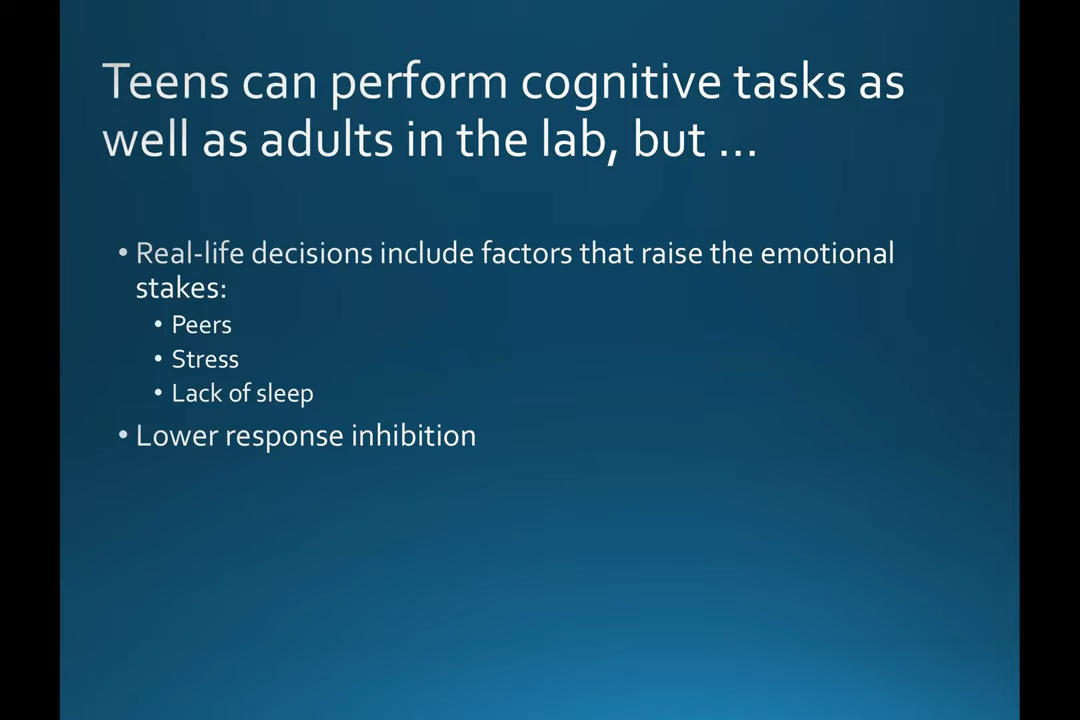 Teens can perform cognitive tasks as
well as adults in the lab, but ...
• Real-life decisions include factors that raise the emotional
stakes:
• Peers
• Stress
• Lack of sleep
• Lower response inhibition